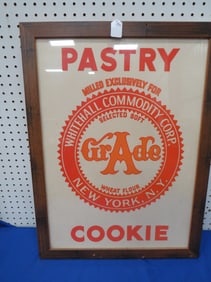 PASTRY
MILLED EXCLUSIVELY FOR
WHITEHALL COMMODITY CORP.
SELECTED SOFT
GrAde
WHEAT FLOUR
NEW YORK, N.Y.
COOKIE